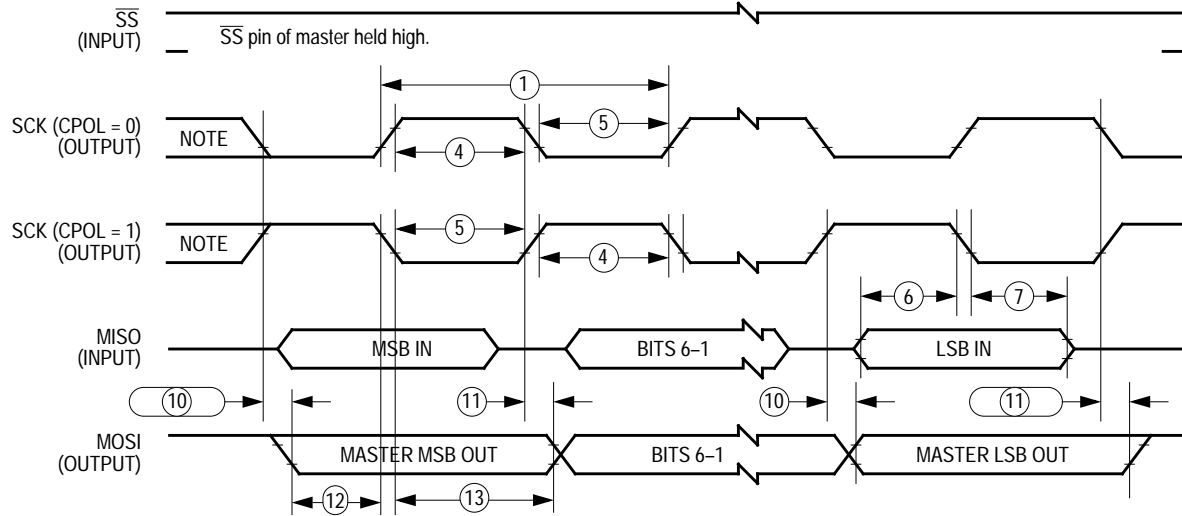 SS
(INPUT)
SS pin of master held high.
1
SCK (CPOL = 0)
(OUTPUT)
NOTE
5
4
SCK (CPOL = 1)
(OUTPUT)
NOTE
5
4
6
7
MISO
(INPUT)
MSB IN
BITS 6–1
LSB IN
10
11
10
11
MOSI
(OUTPUT)
MASTER MSB OUT
BITS 6–1
MASTER LSB OUT
12
13